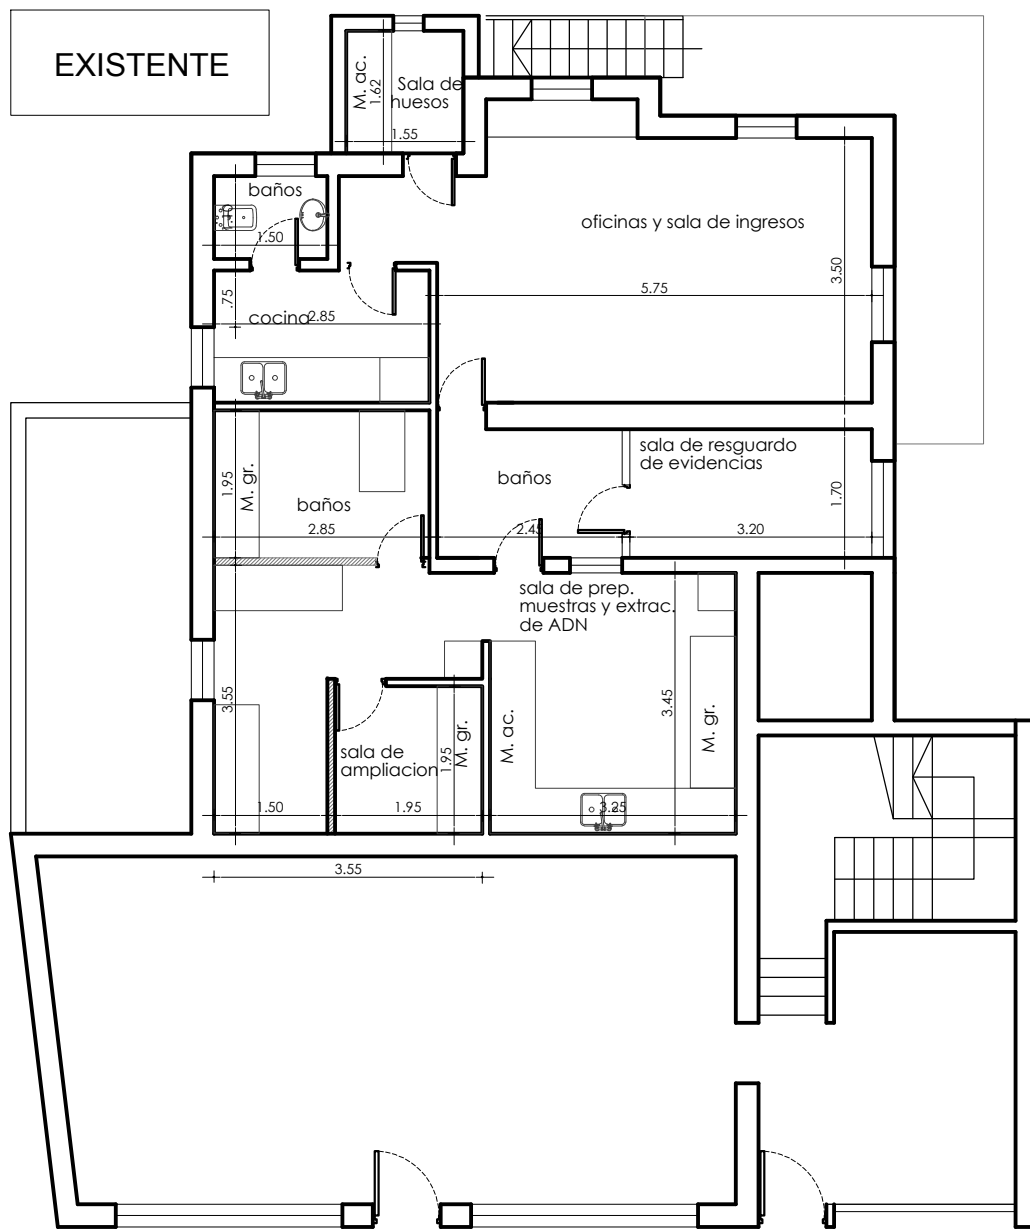 EXISTENTE
M. ac.
1.62
Sala de
huesos
1.55
baños
1.50
oficinas y sala de ingresos
3.50
5.75
.75
cocina
2.85
sala de resguardo
de evidencias
1.95
M. gr.
baños
baños
1.70
2.85
2.45
3.20
sala de prep.
muestras y extrac.
de ADN
3.55
3.45
sala de
ampliacion
1.95
M. gr.
M. ac.
M. gr.
1.50
1.95
3.25
3.55